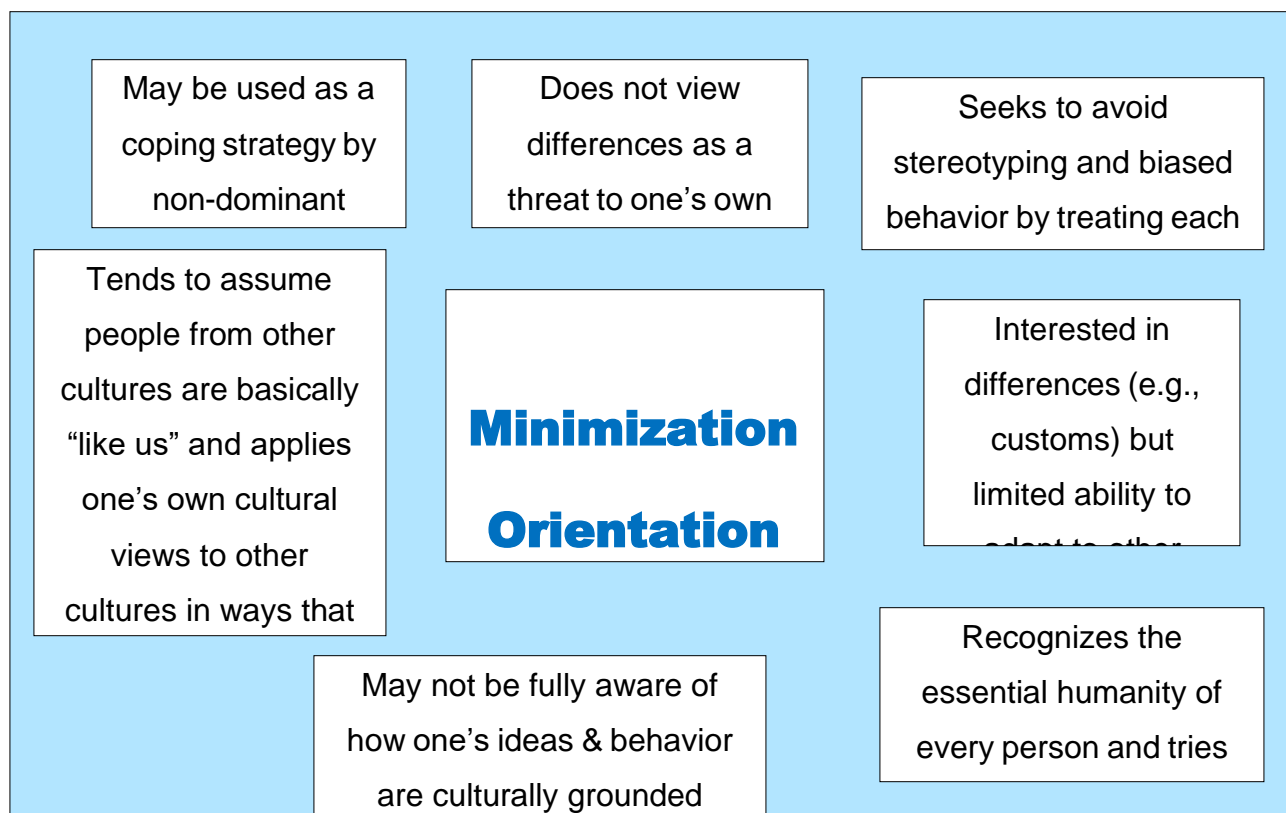 May be used as a
coping strategy by
non-dominant
Does not view
differences as a
threat to one’s own
Seeks to avoid
stereotyping and biased
behavior by treating each
Tends to assume
people from other
cultures are basically
“like us” and applies
one’s own cultural
views to other
cultures in ways that
Minimization
Orientation
Interested in
differences (e.g.,
customs) but
limited ability to
adapt to other
Recognizes the
essential humanity of
every person and tries
May not be fully aware of
how one’s ideas & behavior
are culturally grounded